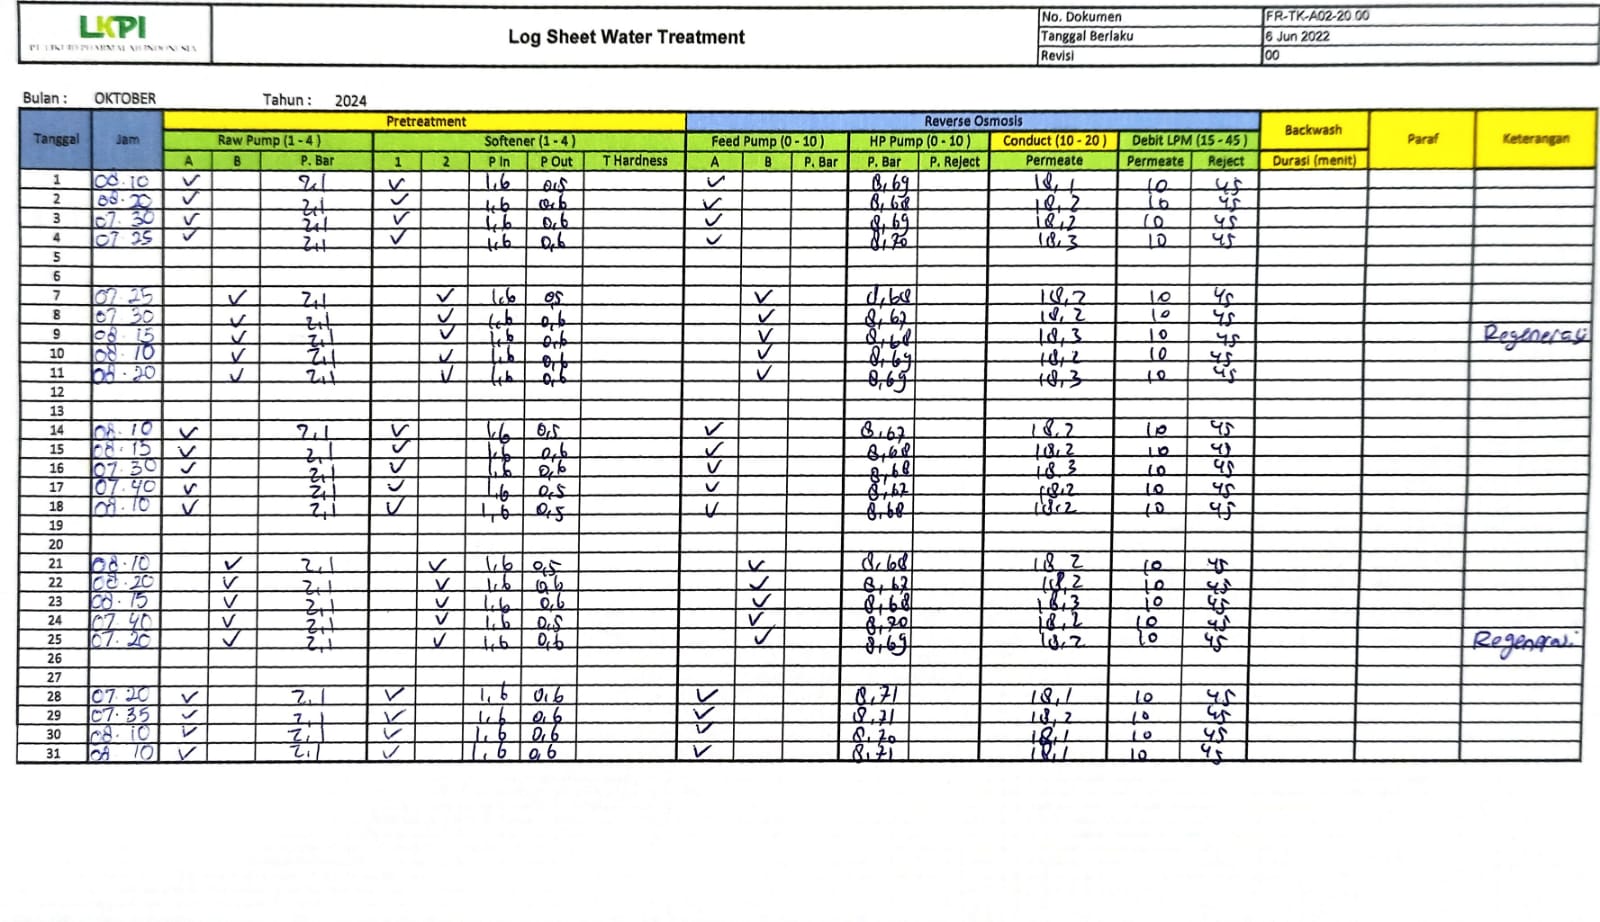 LKPI
No. Dokumen FR-TK-A02-20 00
Log Sheet Water Treatment
Tanggal Berlaku 6 Jun 2022
Revisi 00
Bulan : OKTOBER Tahun : 2024
Pretreatment Reverse Osmosis
Tanggal Jam Raw Pump (1 - 4 ) Softener (1 - 4 ) Feed Pump (0 - 10 ) HP Pump (0 - 10 ) Conduct (10 - 20 ) Debit LPM (15 - 45 ) Backwash Paraf Keterangan
A B P. Bar 1 2 P In P Out T Hardness A B P. Bar P. Bar P. Reject Permeate Permeate Reject Durasi (menit)
1 08.10 ✓ 2,1 ✓ 1,6 0,5 ✓ 8,69 18,1 10 45
2 08.20 ✓ 2,1 ✓ 1,6 0,6 ✓ 8,68 18,2 10 45
3 07.30 ✓ 2,1 ✓ 1,6 0,6 ✓ 8,69 18,2 10 45
4 07 25 ✓ 2,1 ✓ 1,6 0,6 ✓ 8,70 18,3 10 45
5
6
7 07.25 ✓ 2,1 ✓ 1,6 05 ✓ 8,68 18,2 10 45
8 07 30 ✓ 2,1 ✓ 1,6 0,6 ✓ 8,67 18,2 10 45
9 08.15 ✓ 2,1 ✓ 1,6 0,6 ✓ 8,68 18,3 10 45 Regenerasi
10 08.10 ✓ 2,1 ✓ 1,6 0,6 ✓ 8,69 18,2 10 45
11 08.20 ✓ 2,1 ✓ 1,6 0,6 ✓ 8,69 18,3 10 45
12
13
14 08.10 ✓ 2,1 ✓ 1,6 0,5 ✓ 8,67 18,2 10 45
15 08.15 ✓ 2,1 ✓ 1,6 0,6 ✓ 8,68 18,2 10 45
16 07.30 ✓ 2,1 ✓ 1,6 0,6 ✓ 8,68 18 3 10 45
17 07.40 ✓ 2,1 ✓ 1,6 0,5 ✓ 8,67 18,2 10 45
18 08.10 ✓ 2,1 ✓ 1,6 0,5 ✓ 8,68 18,2 10 45
19
20
21 08.10 ✓ 2,1 ✓ 1,6 0,5 ✓ 8,68 18 2 10 45
22 08.20 ✓ 2,1 ✓ 1,6 0,6 ✓ 8,67 18,2 10 45
23 08.15 ✓ 2,1 ✓ 1,6 0,6 ✓ 8,68 18,3 10 45
24 07 40 ✓ 2,1 ✓ 1,6 0,5 ✓ 8,70 18,2 10 45
25 07.20 ✓ 2,1 ✓ 1,6 0,6 ✓ 8,69 18,2 10 45 Regenerasi
26
27
28 07.20 ✓ 2,1 ✓ 1,6 0,6 ✓ 8,71 18,1 10 45
29 07.35 ✓ 2,1 ✓ 1,6 0,6 ✓ 8,71 18,2 10 45
30 08.10 ✓ 2,1 ✓ 1,6 0,6 ✓ 8,70 18,1 10 45
31 08 10 ✓ 2,1 ✓ 1,6 0,6 ✓ 8,71 18,1 10 45